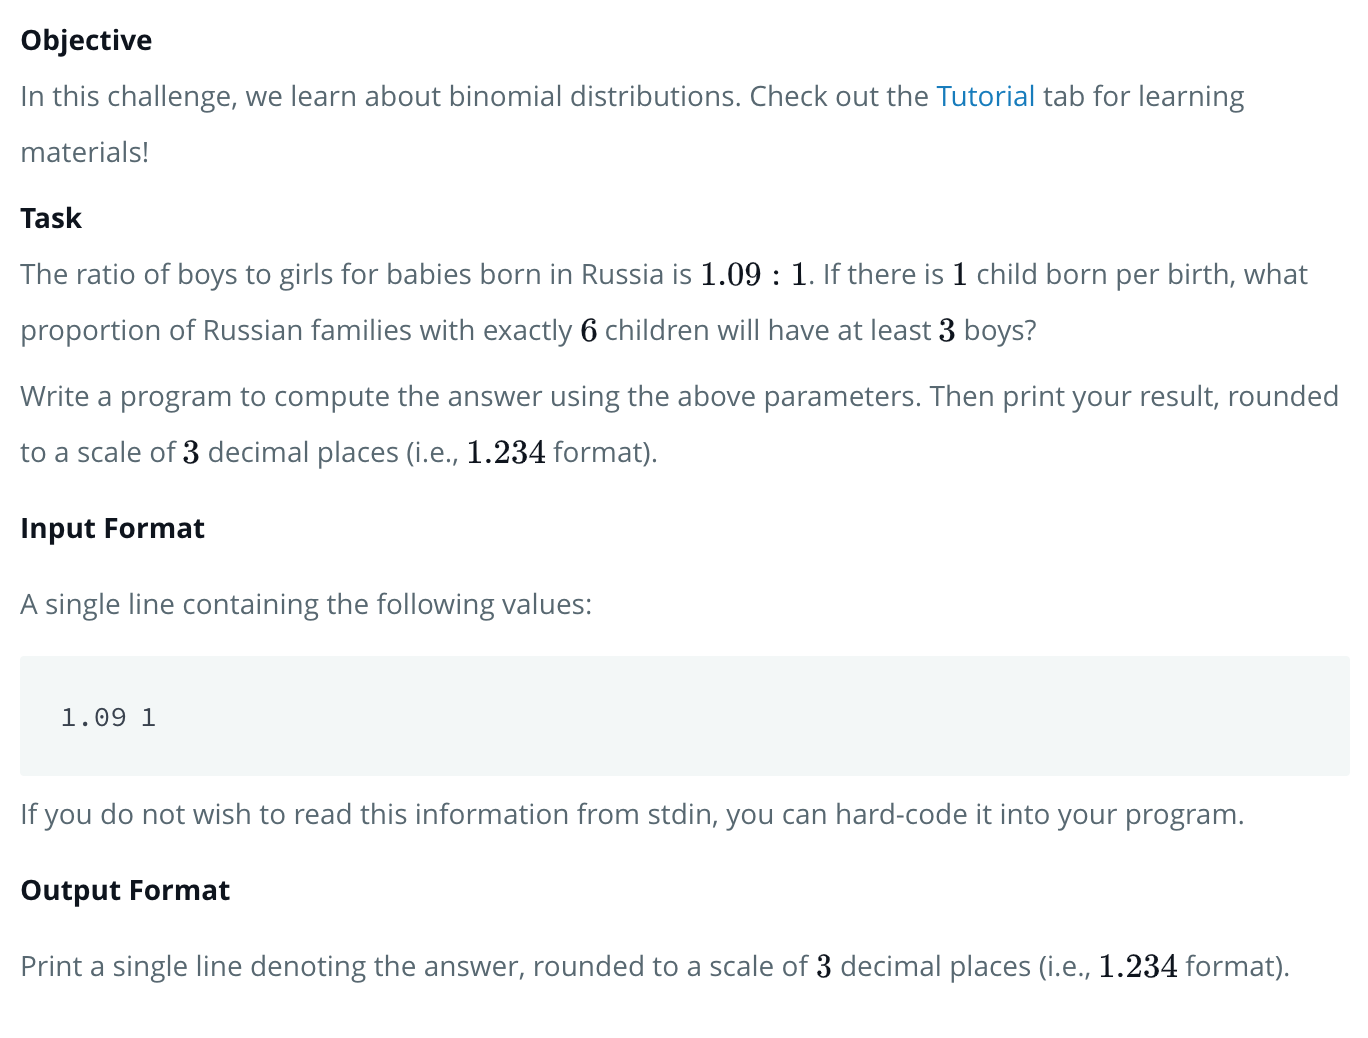 Objective
In this challenge, we learn about binomial distributions. Check out the Tutorial tab for learning
materials!
Task
The ratio of boys to girls for babies born in Russia is 1.09 : 1. If there is 1 child born per birth, what
proportion of Russian families with exactly 6 children will have at least 3 boys?
Write a program to compute the answer using the above parameters. Then print your result, rounded
to a scale of 3 decimal places (i.e., 1.234 format).
Input Format
A single line containing the following values:
1.09 1
If you do not wish to read this information from stdin, you can hard-code it into your program.
Output Format
Print a single line denoting the answer, rounded to a scale of 3 decimal places (i.e., 1.234 format).